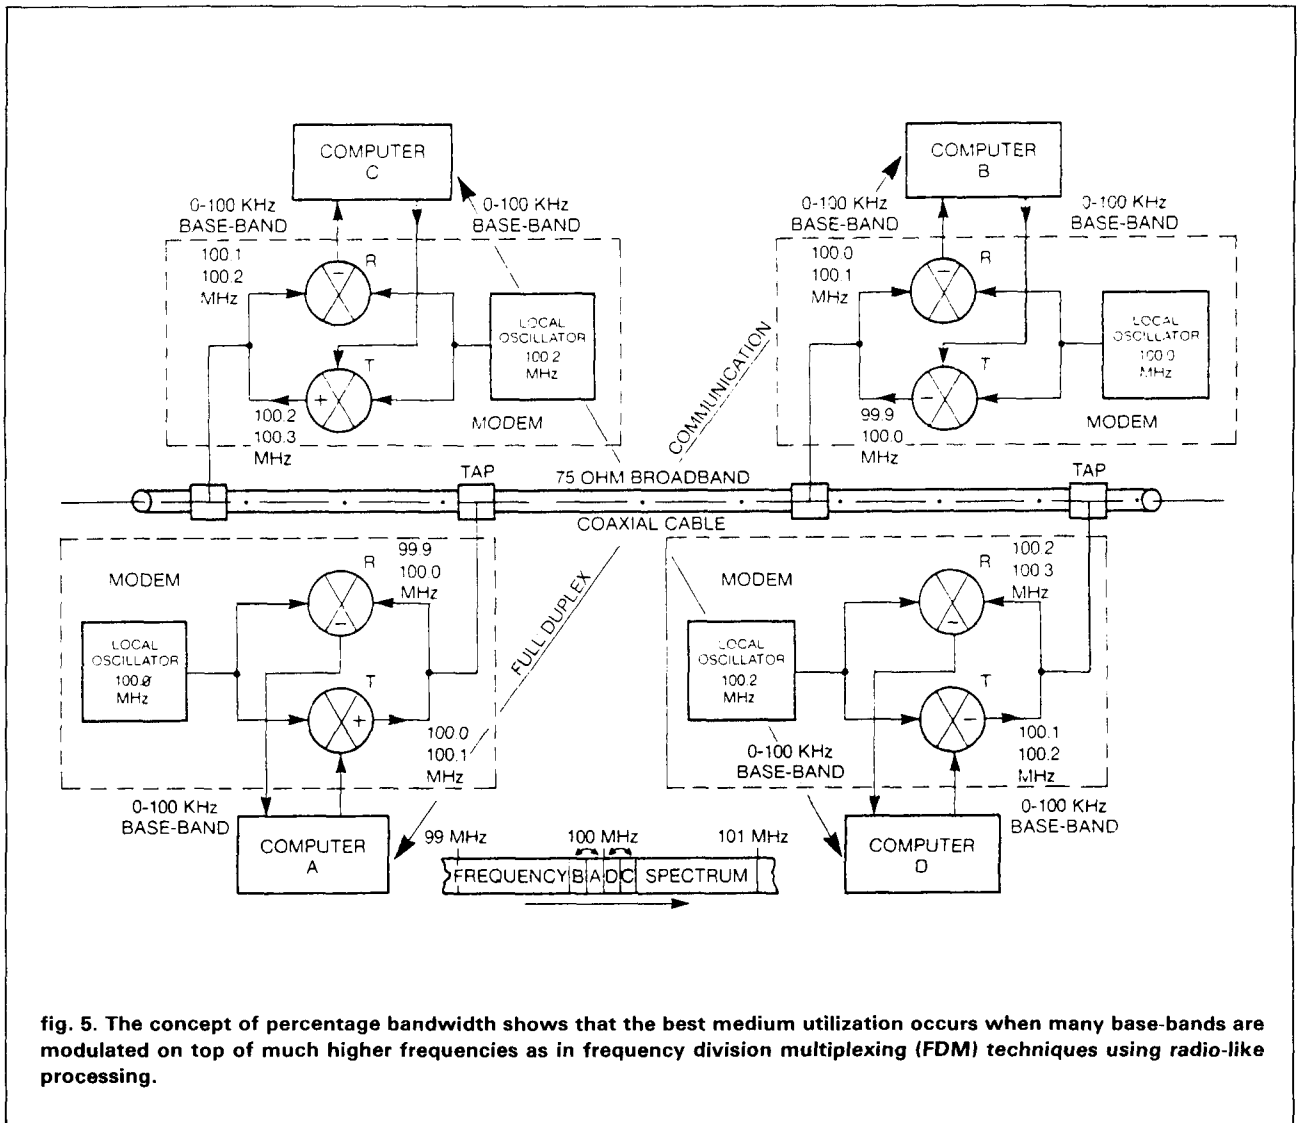 COMPUTER
C
COMPUTER
B
0-100 KHz
BASE-BAND
0-100 KHz
BASE-BAND
0-100 KHz
BASE-BAND
0-100 KHz
BASE-BAND
100.1
100.2
MHz
R
−
LOCAL
OSCILLATOR
100.2
MHz
T
+
100.2
100.3
MHz
MODEM
100.0
100.1
MHz
R
−
LOCAL
OSCILLATOR
100.0
MHz
T
−
99.9
100.0
MHz
MODEM
COMMUNICATION
TAP
75 OHM BROADBAND
TAP
COAXIAL CABLE
FULL DUPLEX
MODEM
R
99.9
100.0
MHz
−
LOCAL
OSCILLATOR
100.0
MHz
T
+
100.0
100.1
MHz
MODEM
R
100.2
100.3
MHz
−
LOCAL
OSCILLATOR
100.2
MHz
T
−
100.1
100.2
MHz
0-100 KHz
BASE-BAND
0-100 KHz
BASE-BAND
0-100 KHz
BASE-BAND
COMPUTER
A
COMPUTER
D
99 MHz 100 MHz 101 MHz
FREQUENCY B A D C SPECTRUM
fig. 5. The concept of percentage bandwidth shows that the best medium utilization occurs when many base-bands are
modulated on top of much higher frequencies as in frequency division multiplexing (FDM) techniques using radio-like
processing.